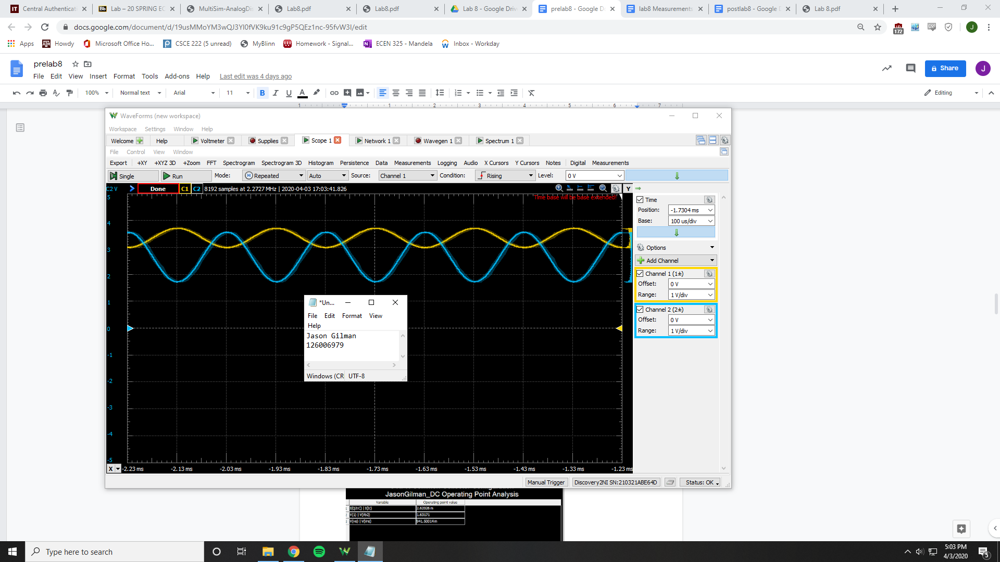 Central Authenticat
Lab – 20 SPRING EC
MultiSim-AnalogDis
Lab8.pdf
Lab8.pdf
Lab 8 - Google Driv
prelab8 - Google D
lab8 Measurements
postlab8 - Google D
Lab 8.pdf
docs.google.com/document/d/19usMMoYM3wQJ3Yl0fVK9ku91c9gP5QEz1nc-95fvW3I/edit
172
J
Apps
Howdy
Microsoft Office Ho...
CSCE 222 (5 unread)
MyBlinn
Homework - Signal...
ECEN 325 - Mandela
Inbox - Workday
prelab8
File Edit View Insert Format Tools Add-ons Help Last edit was 4 days ago
Share
J
100% Normal text Arial 11 B I U A Editing
1 1 2 3 4 5 6 7
WaveForms (new workspace)
Workspace Settings Window Help
Welcome Help Voltmeter Supplies Scope 1 Network 1 Wavegen 1 Spectrum 1
File Control View Window
Export +XY +XYZ 3D +Zoom FFT Spectrogram Spectrogram 3D Histogram Persistence Data Measurements Logging Audio X Cursors Y Cursors Notes Digital Measurements
Single Run Mode: Repeated Auto Source: Channel 1 Condition: Rising Level: 0 V
C2 V Done C1 C2 8192 samples at 2.2727 MHz | 2020-04-03 17:03:41.826 Y
Time base will be base extended!
5
4
3
2
1
0
-1
-2
-3
-4
-5
X -2.23 ms -2.13 ms -2.03 ms -1.93 ms -1.83 ms -1.73 ms -1.63 ms -1.53 ms -1.43 ms -1.33 ms -1.23 ms
Time
Position: -1.7304 ms
Base: 100 us/div
Options
Add Channel
Channel 1 (1±)
Offset: 0 V
Range: 1 V/div
Channel 2 (2±)
Offset: 0 V
Range: 1 V/div
*Un...
File Edit Format View
Help
Jason Gilman
126006979
Windows (CR UTF-8
Manual Trigger Discovery2NI SN:210321ABE64D Status: OK
JasonGilman_DC Operating Point Analysis
Variable Operating point value
I(Q2:C) | I(Ic) 2.62026 m
V(1) | V(Vb2) 1.63171
V(ve) | V(Vre) 941.50014 m
Type here to search
5:03 PM
4/3/2020
5